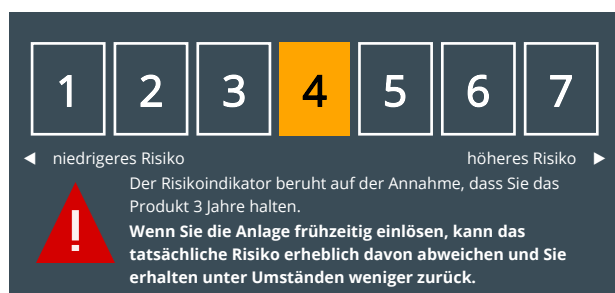 1 2 3 4 5 6 7
niedrigeres Risiko höheres Risiko
Der Risikoindikator beruht auf der Annahme, dass Sie das
Produkt 3 Jahre halten.
Wenn Sie die Anlage frühzeitig einlösen, kann das
tatsächliche Risiko erheblich davon abweichen und Sie
erhalten unter Umständen weniger zurück.